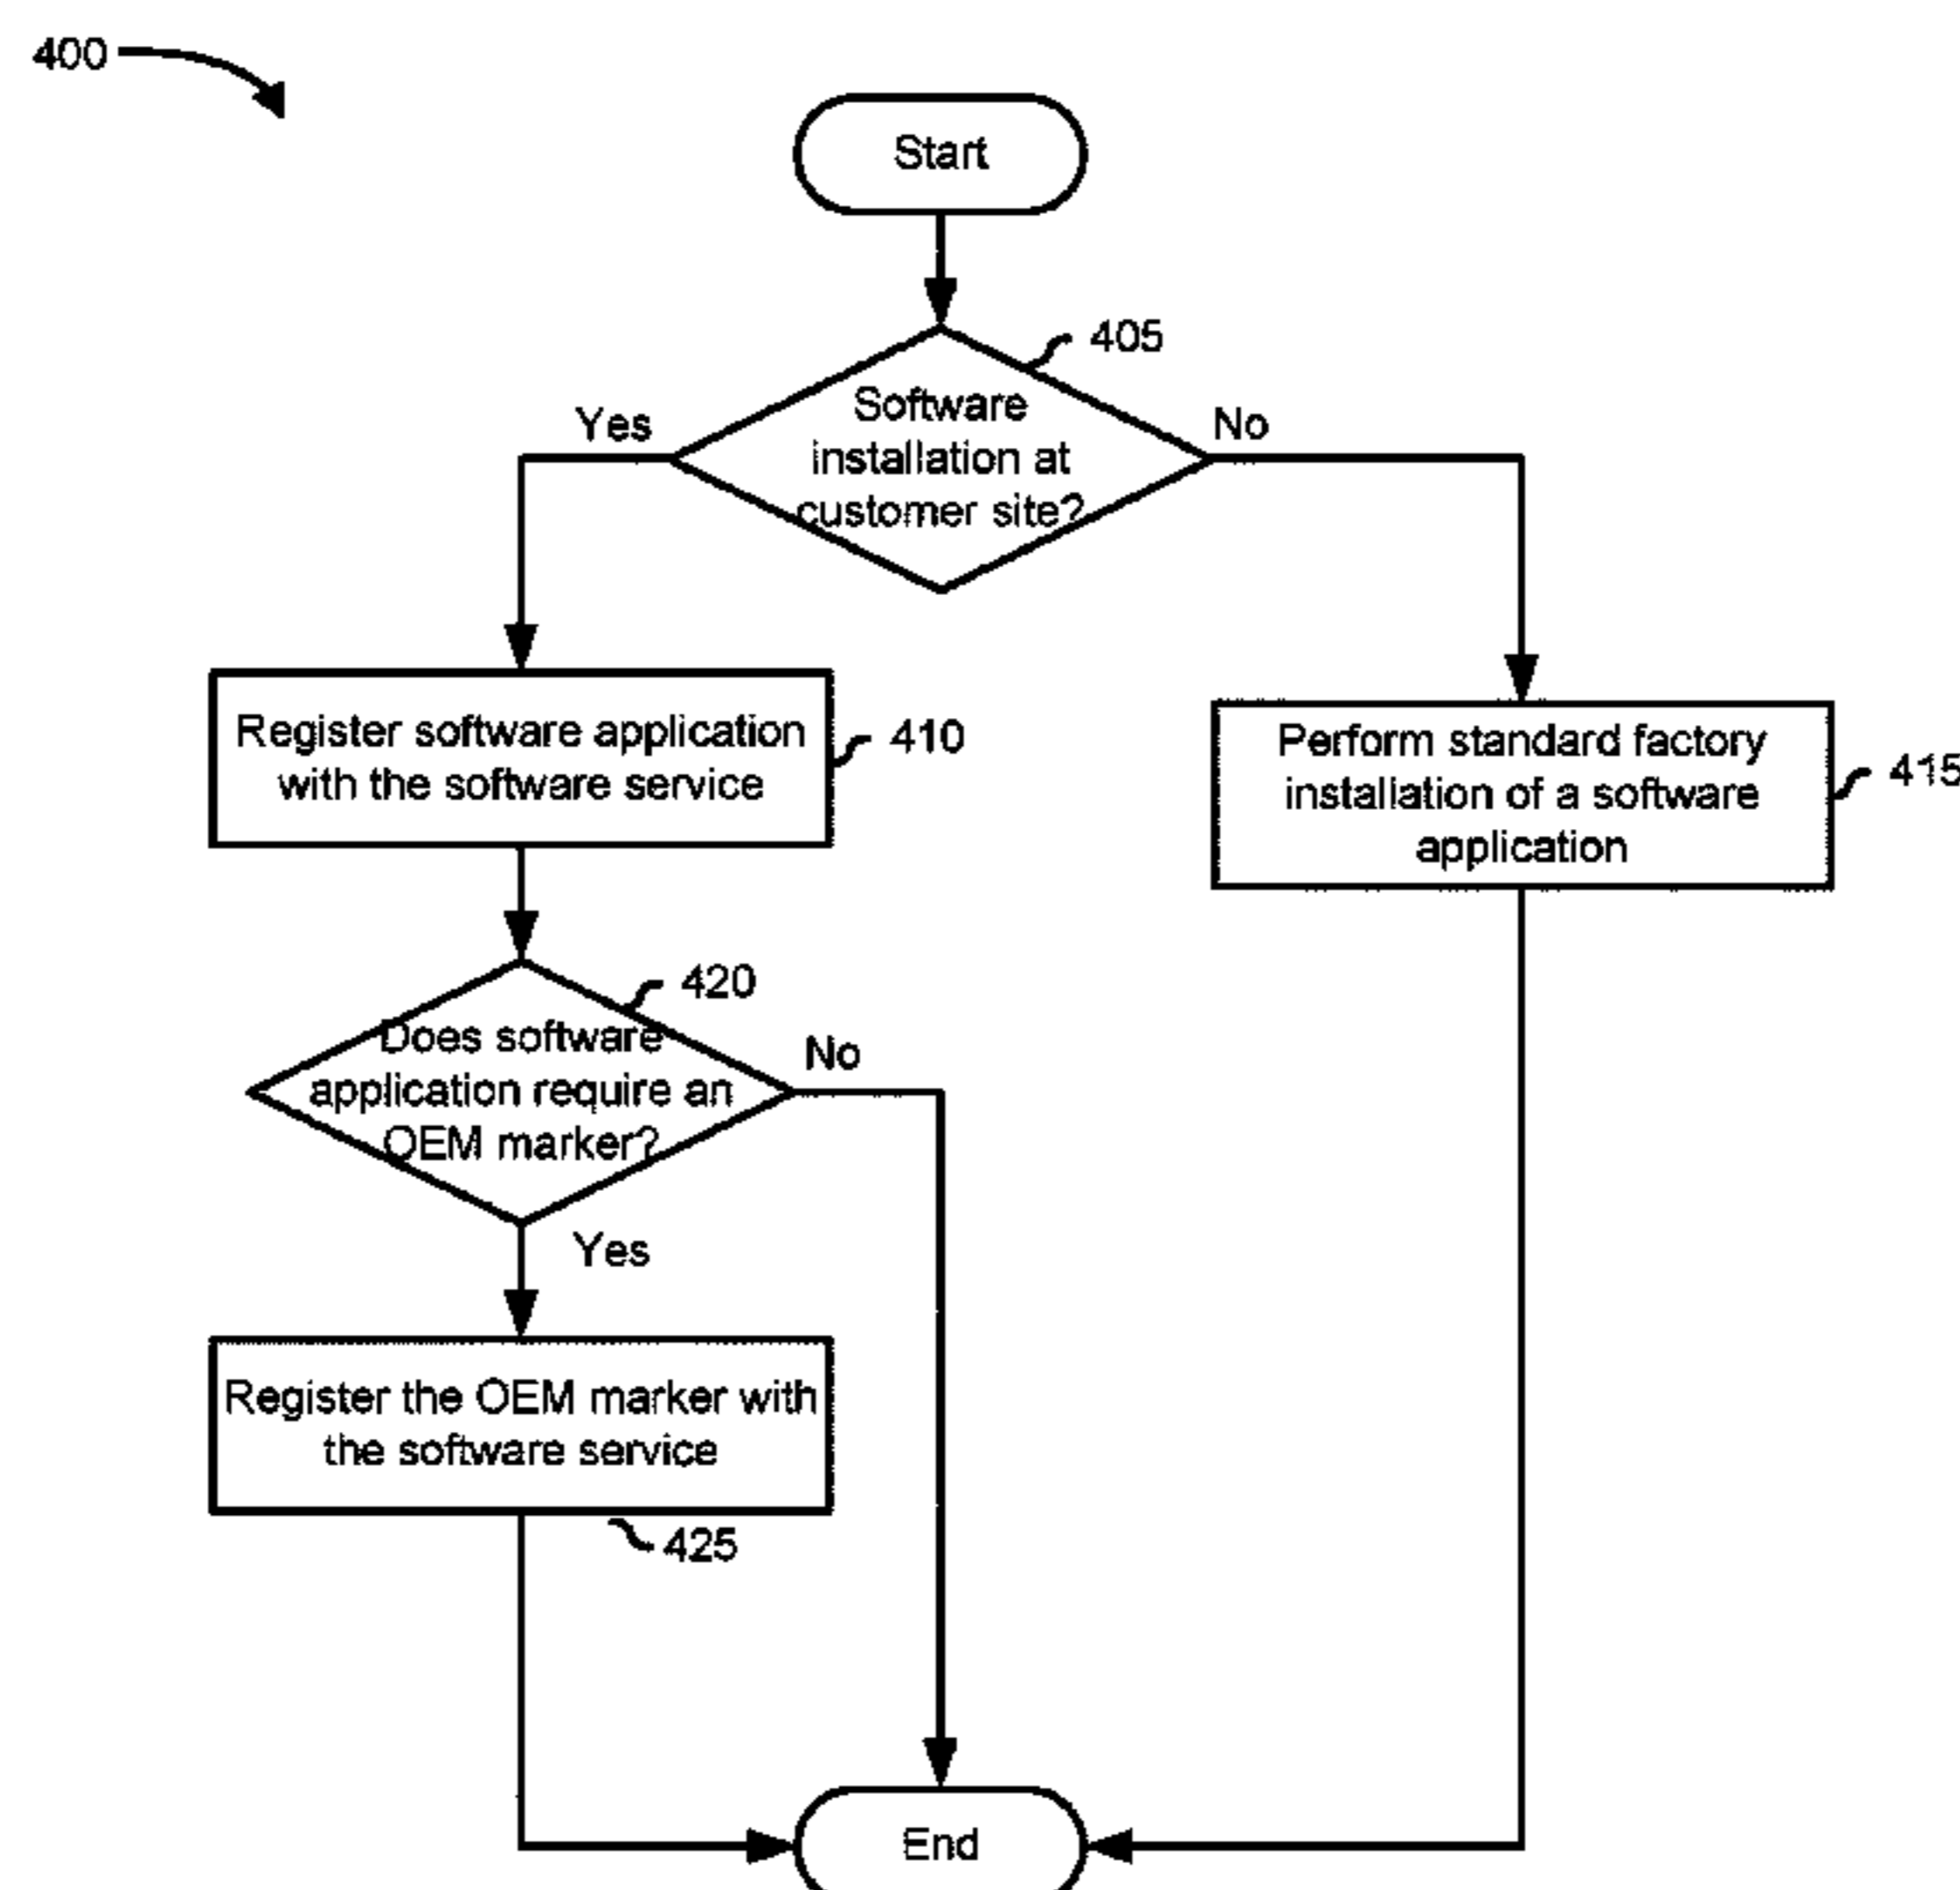 400
Start
405
Software
installation at
customer site?
Yes
No
Register software application
with the software service
410
Perform standard factory
installation of a software
application
415
420
Does software
application require an
OEM marker?
No
Yes
Register the OEM marker with
the software service
425
End